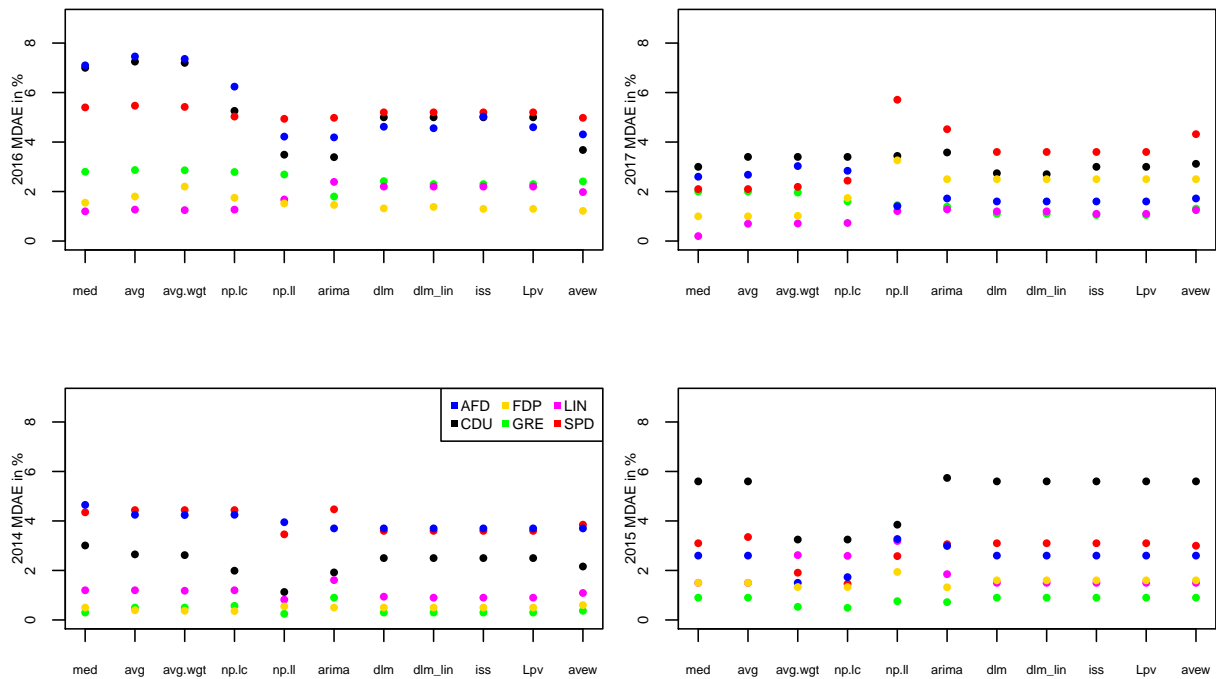 2016 MDAE in %
8
6
4
2
0
med avg avg.wgt np.lc np.ll arima dlm dlm_lin iss Lpv avew
2017 MDAE in %
8
6
4
2
0
med avg avg.wgt np.lc np.ll arima dlm dlm_lin iss Lpv avew
2014 MDAE in %
8
6
4
2
0
AFD FDP LIN
CDU GRE SPD
med avg avg.wgt np.lc np.ll arima dlm dlm_lin iss Lpv avew
2015 MDAE in %
8
6
4
2
0
med avg avg.wgt np.lc np.ll arima dlm dlm_lin iss Lpv avew